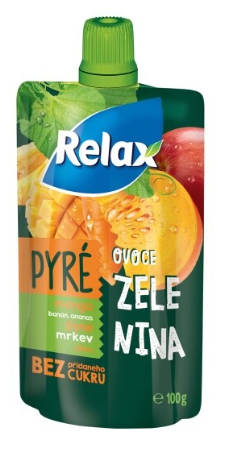 Relax
PYRÉ
OVOCE
ZELE
NINA
banán, ananas
mrkev
BEZ přidaného
CUKRU
℮ 100g